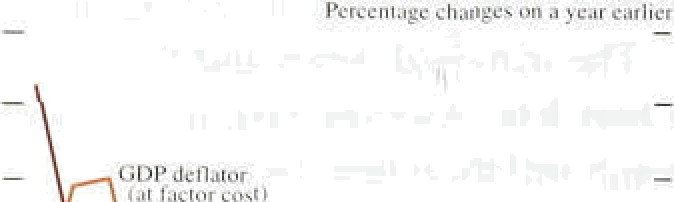 Percentage changes on a year earlier
GDP deflator
(at factor cost)